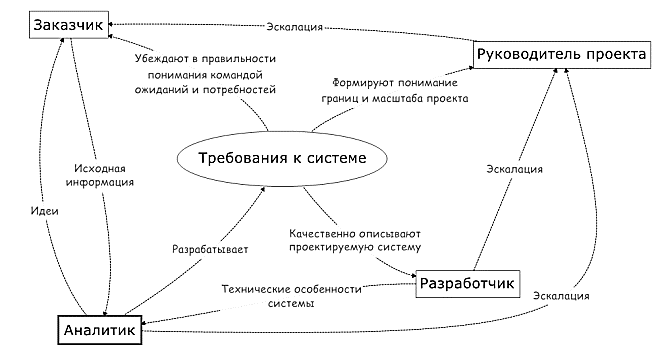 Заказчик
Эскалация
Руководитель проекта
Убеждают в правильности
понимания командой
ожиданий и потребностей
Формируют понимание
границ и масштаба проекта
Требования к системе
Исходная
информация
Эскалация
Идеи
Разрабатывает
Качественно описывают
проектируемую систему
Технические особенности
системы
Разработчик
Эскалация
Аналитик